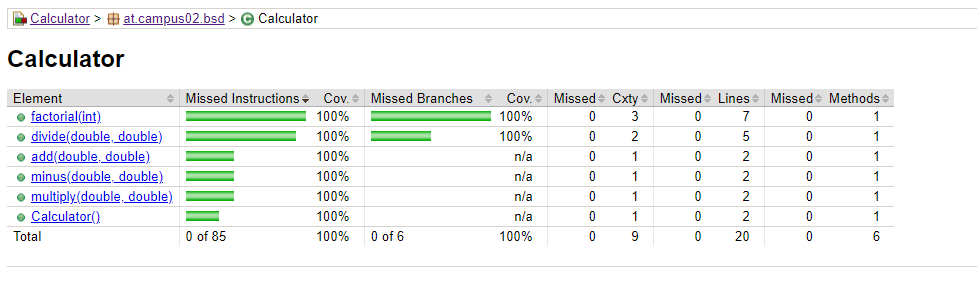 Calculator > at.campus02.bsd > Calculator
Calculator
Element Missed Instructions Cov. Missed Branches Cov. Missed Cxty Missed Lines Missed Methods
factorial(int) 100% 100% 0 3 0 7 0 1
divide(double, double) 100% 100% 0 2 0 5 0 1
add(double, double) 100% n/a 0 1 0 2 0 1
minus(double, double) 100% n/a 0 1 0 2 0 1
multiply(double, double) 100% n/a 0 1 0 2 0 1
Calculator() 100% n/a 0 1 0 2 0 1
Total 0 of 85 100% 0 of 6 100% 0 9 0 20 0 6